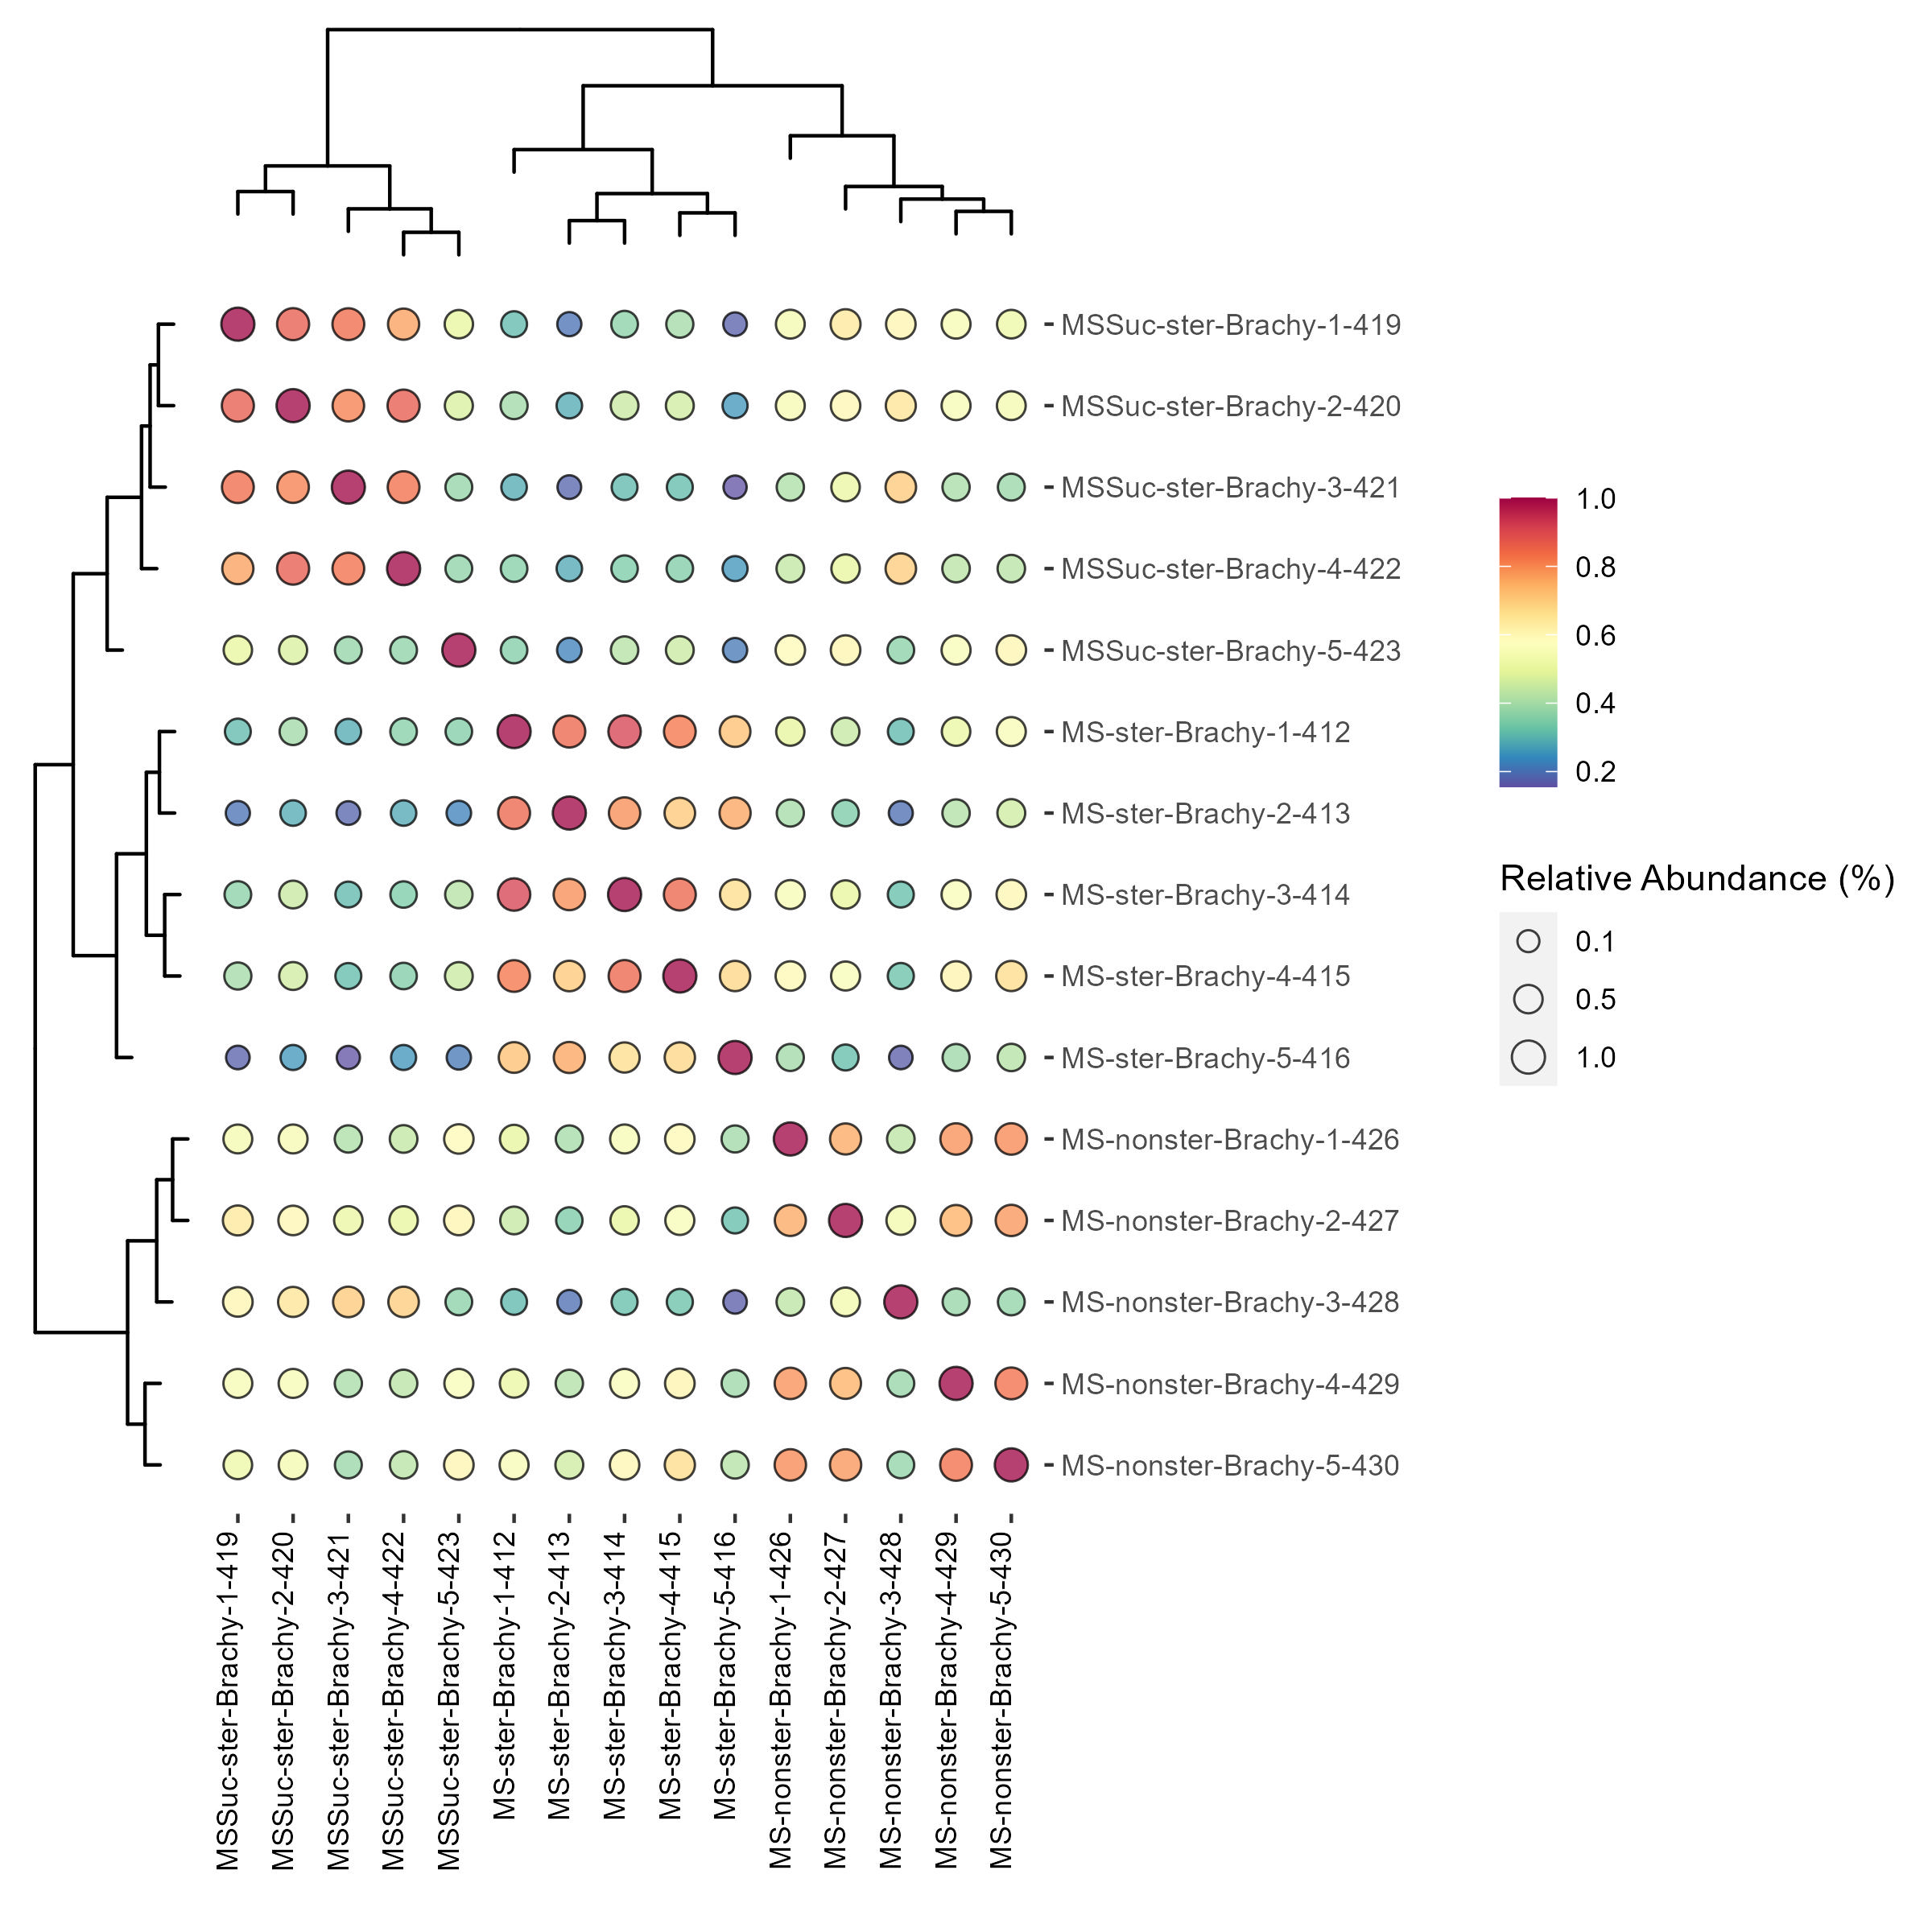 MSSuc-ster-Brachy-1-419
MSSuc-ster-Brachy-2-420
MSSuc-ster-Brachy-3-421
MSSuc-ster-Brachy-4-422
MSSuc-ster-Brachy-5-423
MS-ster-Brachy-1-412
MS-ster-Brachy-2-413
MS-ster-Brachy-3-414
MS-ster-Brachy-4-415
MS-ster-Brachy-5-416
MS-nonster-Brachy-1-426
MS-nonster-Brachy-2-427
MS-nonster-Brachy-3-428
MS-nonster-Brachy-4-429
MS-nonster-Brachy-5-430
1.0
0.8
0.6
0.4
0.2
Relative Abundance (%)
0.1
0.5
1.0
MSSuc-ster-Brachy-1-419
MSSuc-ster-Brachy-2-420
MSSuc-ster-Brachy-3-421
MSSuc-ster-Brachy-4-422
MSSuc-ster-Brachy-5-423
MS-ster-Brachy-1-412
MS-ster-Brachy-2-413
MS-ster-Brachy-3-414
MS-ster-Brachy-4-415
MS-ster-Brachy-5-416
MS-nonster-Brachy-1-426
MS-nonster-Brachy-2-427
MS-nonster-Brachy-3-428
MS-nonster-Brachy-4-429
MS-nonster-Brachy-5-430